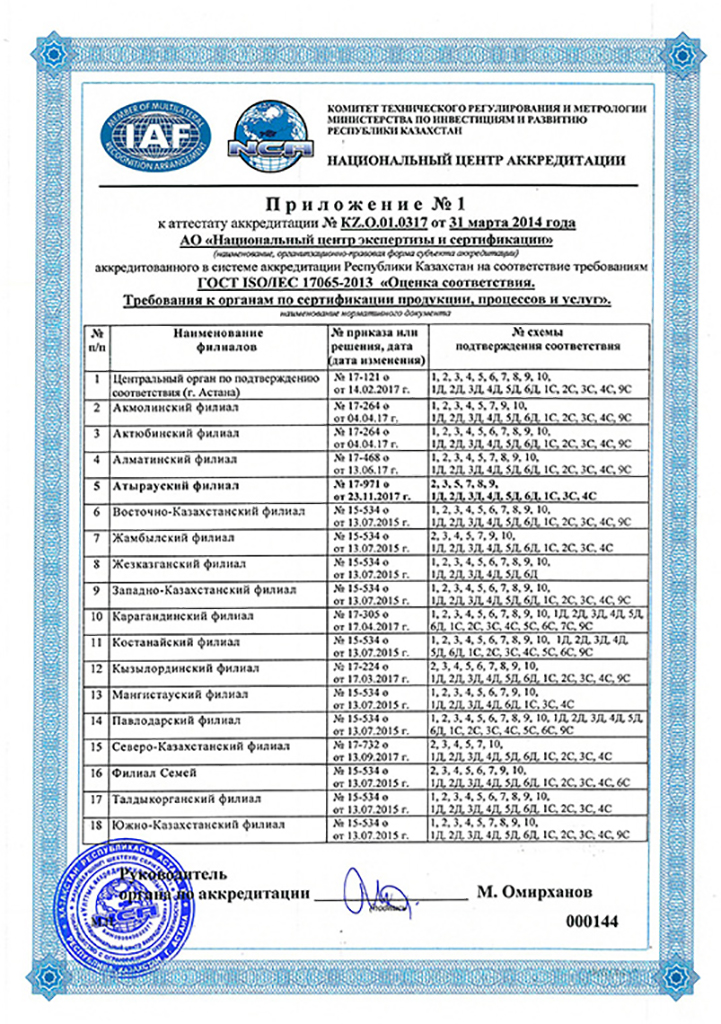 MEMBER OF MULTILATERAL
IAF
RECOGNITION ARRANGEMENT
NCA
КОМИТЕТ ТЕХНИЧЕСКОГО РЕГУЛИРОВАНИЯ И МЕТРОЛОГИИ
МИНИСТЕРСТВА ПО ИНВЕСТИЦИЯМ И РАЗВИТИЮ
РЕСПУБЛИКИ КАЗАХСТАН
НАЦИОНАЛЬНЫЙ ЦЕНТР АККРЕДИТАЦИИ
Приложение № 1
к аттестату аккредитации № KZ.O.01.0317 от 31 марта 2014 года
АО «Национальный центр экспертизы и сертификации»
(наименование, организационно-правовая форма субъекта аккредитации)
аккредитованного в системе аккредитации Республики Казахстан на соответствие требованиям
ГОСТ ISO/IEC 17065-2013 «Оценка соответствия.
Требования к органам по сертификации продукции, процессов и услуг».
наименование нормативного документа
№ п/п Наименование филиалов № приказа или решения, дата (дата изменения) № схемы подтверждения соответствия
1 Центральный орган по подтверждению № 17-121 о 1, 2, 3, 4, 5, 6, 7, 8, 9, 10,
соответствия (г. Астана) от 14.02.2017 г. 1Д, 2Д, 3Д, 4Д, 5Д, 6Д, 1С, 2С, 3С, 4С, 9С
2 Акмолинский филиал № 17-264 о 1, 2, 3, 4, 5, 7, 9, 10,
от 04.04.17 г. 1Д, 2Д, 3Д, 4Д, 5Д, 6Д, 1С, 2С, 3С, 4С, 9С
3 Актюбинский филиал № 17-264 о 1, 2, 3, 4, 5, 6, 7, 8, 9, 10,
от 04.04.17 г. 1Д, 2Д, 3Д, 4Д, 5Д, 6Д, 1С, 2С, 3С, 4С, 9С
4 Алматинский филиал № 17-468 о 1, 2, 3, 4, 5, 7, 8, 9, 10,
от 13.06.17 г. 1Д, 2Д, 3Д, 4Д, 5Д, 6Д, 1С, 2С, 3С, 4С, 9С
5 Атырауский филиал № 17-971 о 2, 3, 5, 7, 8, 9,
от 23.11.2017 г. 1Д, 2Д, 3Д, 4Д, 5Д, 6Д, 1С, 3С, 4С
6 Восточно-Казахстанский филиал № 15-534 о 1, 2, 3, 4, 5, 6, 7, 8, 9, 10,
от 13.07.2015 г. 1Д, 2Д, 3Д, 4Д, 5Д, 6Д, 1С, 2С, 3С, 4С, 9С
7 Жамбылский филиал № 15-534 о 2, 3, 4, 5, 7, 9, 10,
от 13.07.2015 г. 1Д, 2Д, 3Д, 4Д, 5Д, 6Д, 1С, 2С, 3С, 4С
8 Жезказганский филиал № 15-534 о 1, 2, 3, 4, 5, 6, 7, 8, 9, 10,
от 13.07.2015 г. 1Д, 2Д, 3Д, 4Д, 5Д, 6Д
9 Западно-Казахстанский филиал № 15-534 о 1, 2, 3, 4, 5, 6, 7, 8, 9, 10,
от 13.07.2015 г. 1Д, 2Д, 3Д, 4Д, 5Д, 6Д, 1С, 2С, 3С, 4С, 9С
10 Карагандинский филиал № 17-305 о 1, 2, 3, 4, 5, 6, 7, 8, 9, 10, 1Д, 2Д, 3Д, 4Д, 5Д,
от 17.04.2017 г. 6Д, 1С, 2С, 3С, 4С, 5С, 6С, 7С, 9С
11 Костанайский филиал № 15-534 о 1, 2, 3, 4, 5, 6, 7, 8, 9, 10, 1Д, 2Д, 3Д, 4Д,
от 13.07.2015 г. 5Д, 6Д, 1С, 2С, 3С, 4С, 5С, 6С, 9С
12 Кызылординский филиал № 17-224 о 2, 3, 4, 5, 6, 7, 8, 9, 10,
от 17.03.2017 г. 1Д, 2Д, 3Д, 4Д, 5Д, 6Д, 1С, 2С, 3С, 4С, 9С
13 Мангистауский филиал № 15-534 о 1, 2, 3, 4, 5, 6, 7, 9, 10,
от 13.07.2015 г. 1Д, 2Д, 3Д, 4Д, 6Д, 1С, 3С, 4С
14 Павлодарский филиал № 15-534 о 1, 2, 3, 4, 5, 6, 7, 8, 9, 10, 1Д, 2Д, 3Д, 4Д, 5Д,
от 13.07.2015 г. 6Д, 1С, 2С, 3С, 4С, 5С, 6С, 9С
15 Северо-Казахстанский филиал № 17-732 о 2, 3, 4, 5, 7, 10,
от 13.09.2017 г. 1Д, 2Д, 3Д, 4Д, 5Д, 6Д, 1С, 2С, 3С, 4С
16 Филиал Семей № 15-534 о 2, 3, 4, 5, 6, 7, 9, 10,
от 13.07.2015 г. 1Д, 2Д, 3Д, 4Д, 5Д, 6Д, 1С, 2С, 3С, 4С, 6С
17 Талдыкорганский филиал № 15-534 о 1, 2, 3, 4, 5, 6, 7, 8, 9, 10,
от 13.07.2015 г. 1Д, 2Д, 3Д, 4Д, 5Д, 6Д, 1С, 2С, 3С, 4С
18 Южно-Казахстанский филиал № 15-534 о 1, 2, 3, 4, 5, 6, 7, 8, 9, 10,
от 13.07.2015 г. 1Д, 2Д, 3Д, 4Д, 5Д, 6Д, 1С, 2С, 3С, 4С, 9С
Руководитель
органа по аккредитации М. Омирханов
подпись
000144